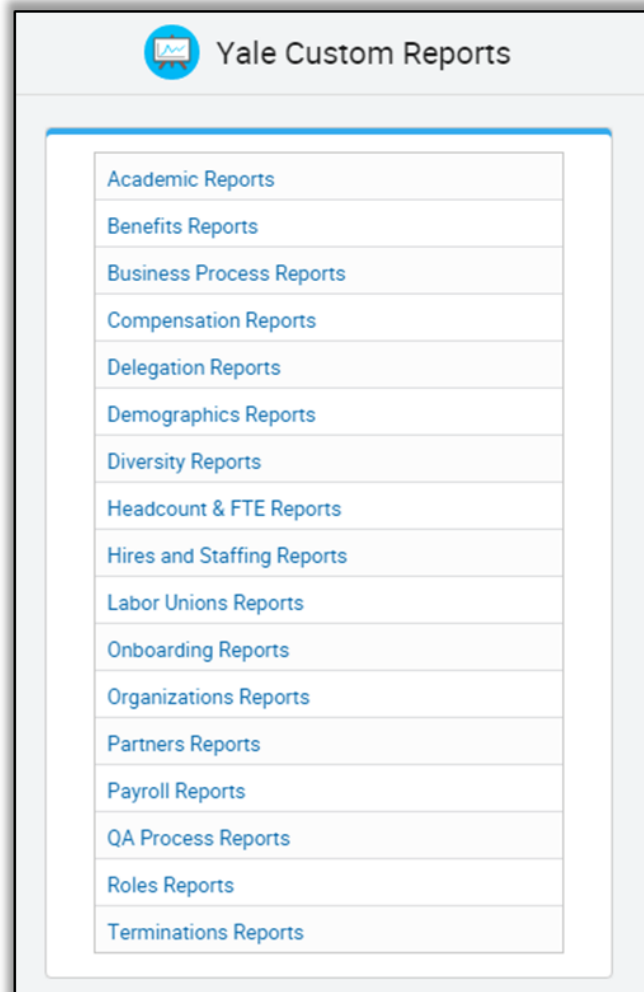 Yale Custom Reports
Academic Reports
Benefits Reports
Business Process Reports
Compensation Reports
Delegation Reports
Demographics Reports
Diversity Reports
Headcount & FTE Reports
Hires and Staffing Reports
Labor Unions Reports
Onboarding Reports
Organizations Reports
Partners Reports
Payroll Reports
QA Process Reports
Roles Reports
Terminations Reports